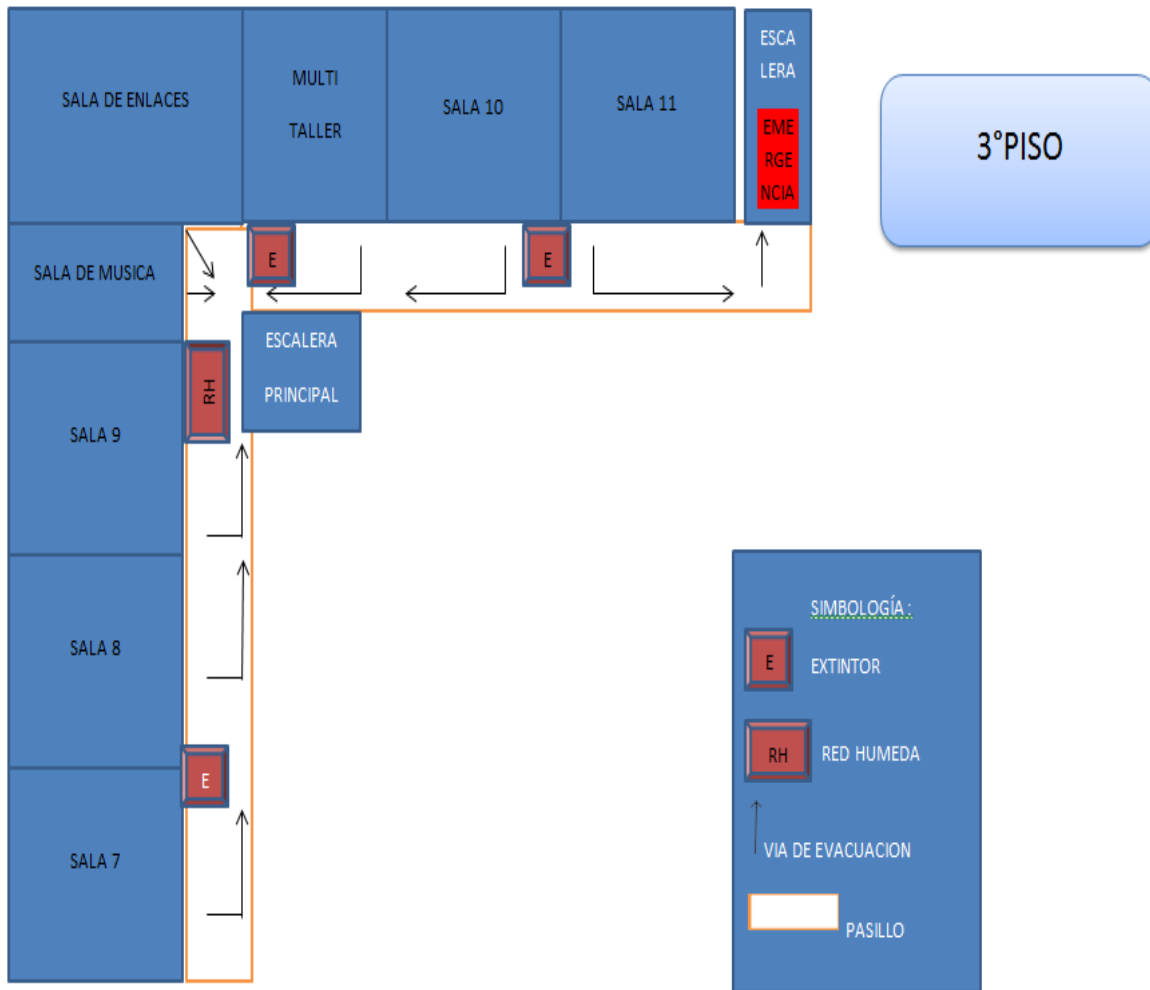 SALA DE ENLACES
MULTI
TALLER
SALA 10
SALA 11
ESCA
LERA
EME
RGE
NCIA
3°PISO
E
E
SALA DE MUSICA
ESCALERA
PRINCIPAL
RH
SALA 9
SALA 8
E
SALA 7
SIMBOLOGÍA :
E
EXTINTOR
RH
RED HUMEDA
VIA DE EVACUACION
PASILLO